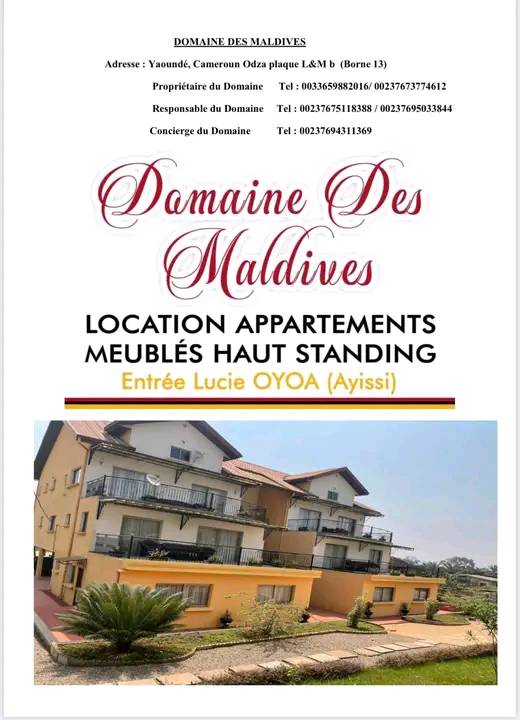 DOMAINE DES MALDIVES
Adresse : Yaoundé, Cameroun Odza plaque L&M b (Borne 13)
Propriétaire du Domaine Tel : 0033659882016/ 00237673774612
Responsable du Domaine Tel : 00237675118388 / 00237695033844
Concierge du Domaine Tel : 00237694311369
Domaine Des
Maldives
LOCATION APPARTEMENTS
MEUBLÉS HAUT STANDING
Entrée Lucie OYOA (Ayissi)